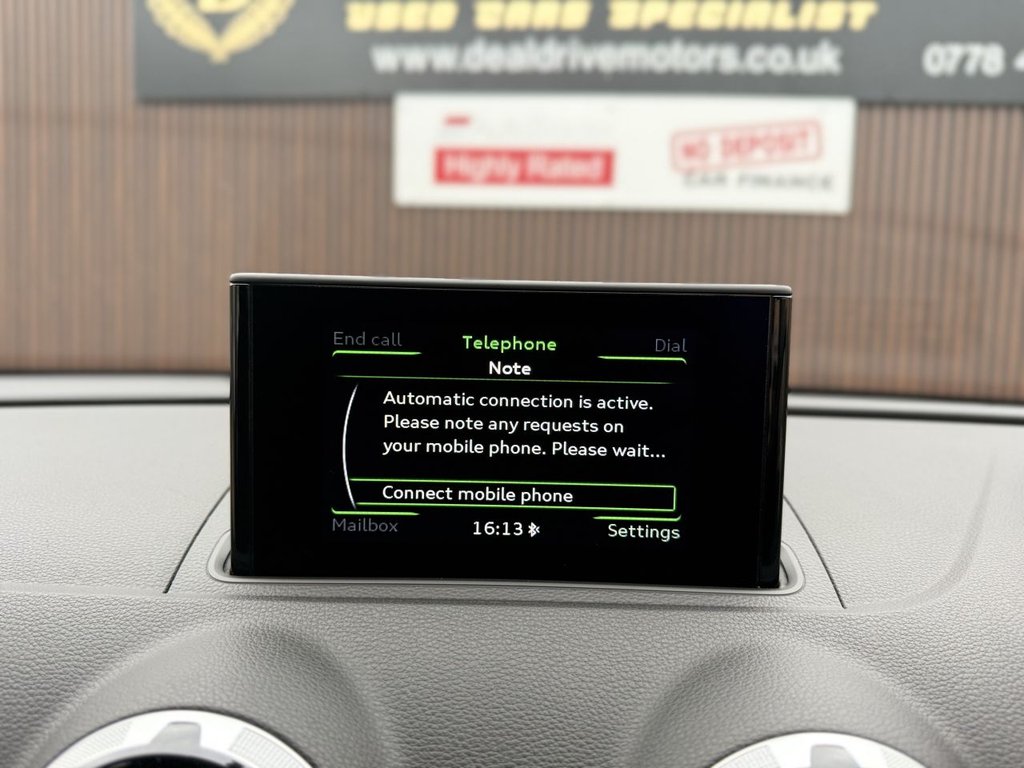 USED CARS SPECIALIST
www.dealdrivemotors.co.uk
0778
Highly Rated
NO DEPOSIT
CAR FINANCE
End call
Telephone
Dial
Note
Automatic connection is active.
Please note any requests on
your mobile phone. Please wait...
Connect mobile phone
Mailbox
16:13
Settings